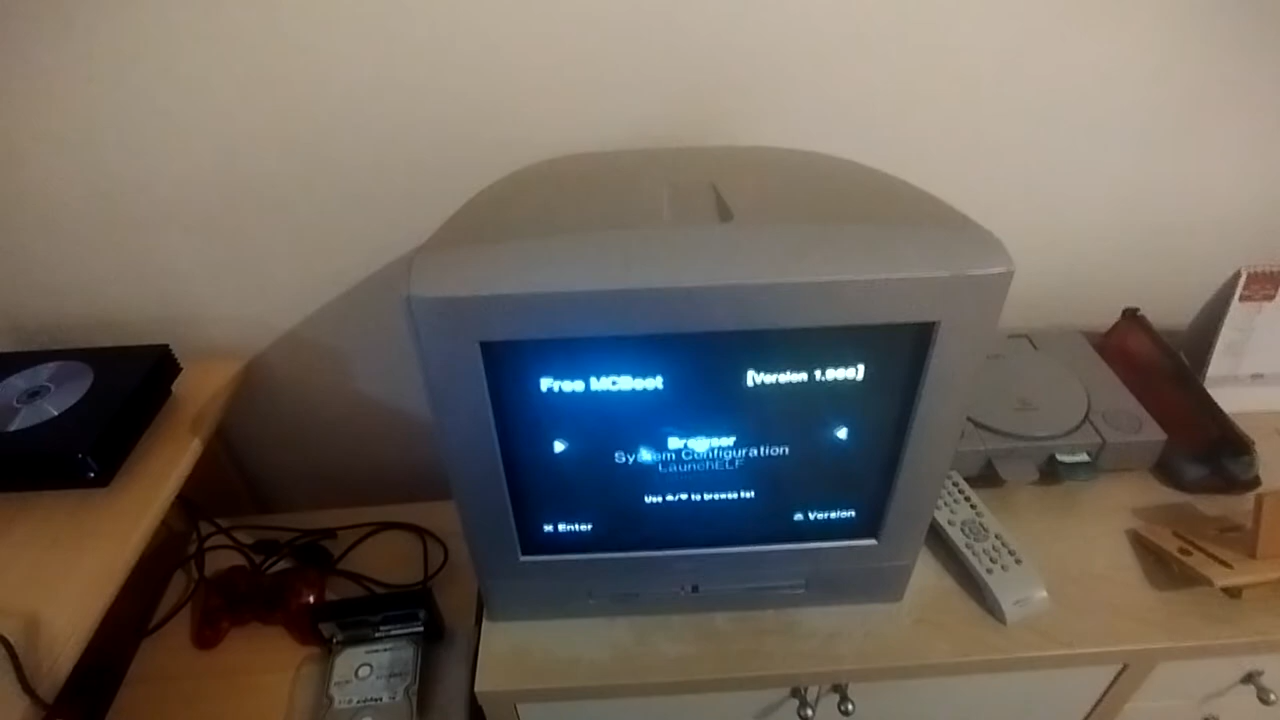 Free MCBoot
[Version 1.966]
Browser
System Configuration
LaunchELF
Use ▲/▼ to browse list
✕ Enter
▲ Version